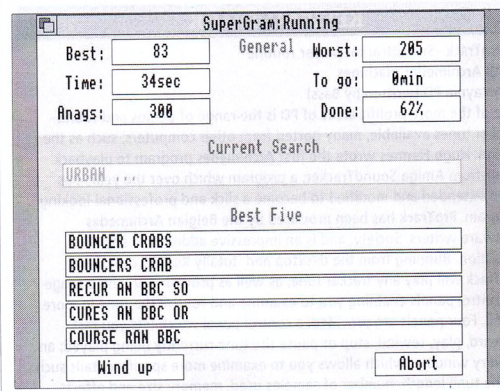 SuperGram:Running
Best: 83 General Worst: 205
Time: 34sec To go: 0min
Anags: 300 Done: 62%
Current Search
URBAN ...
Best Five
BOUNCER CRABS
BOUNCERS CRAB
RECUR AN BBC SO
CURES AN BBC OR
COURSE RAN BBC
Wind up Abort